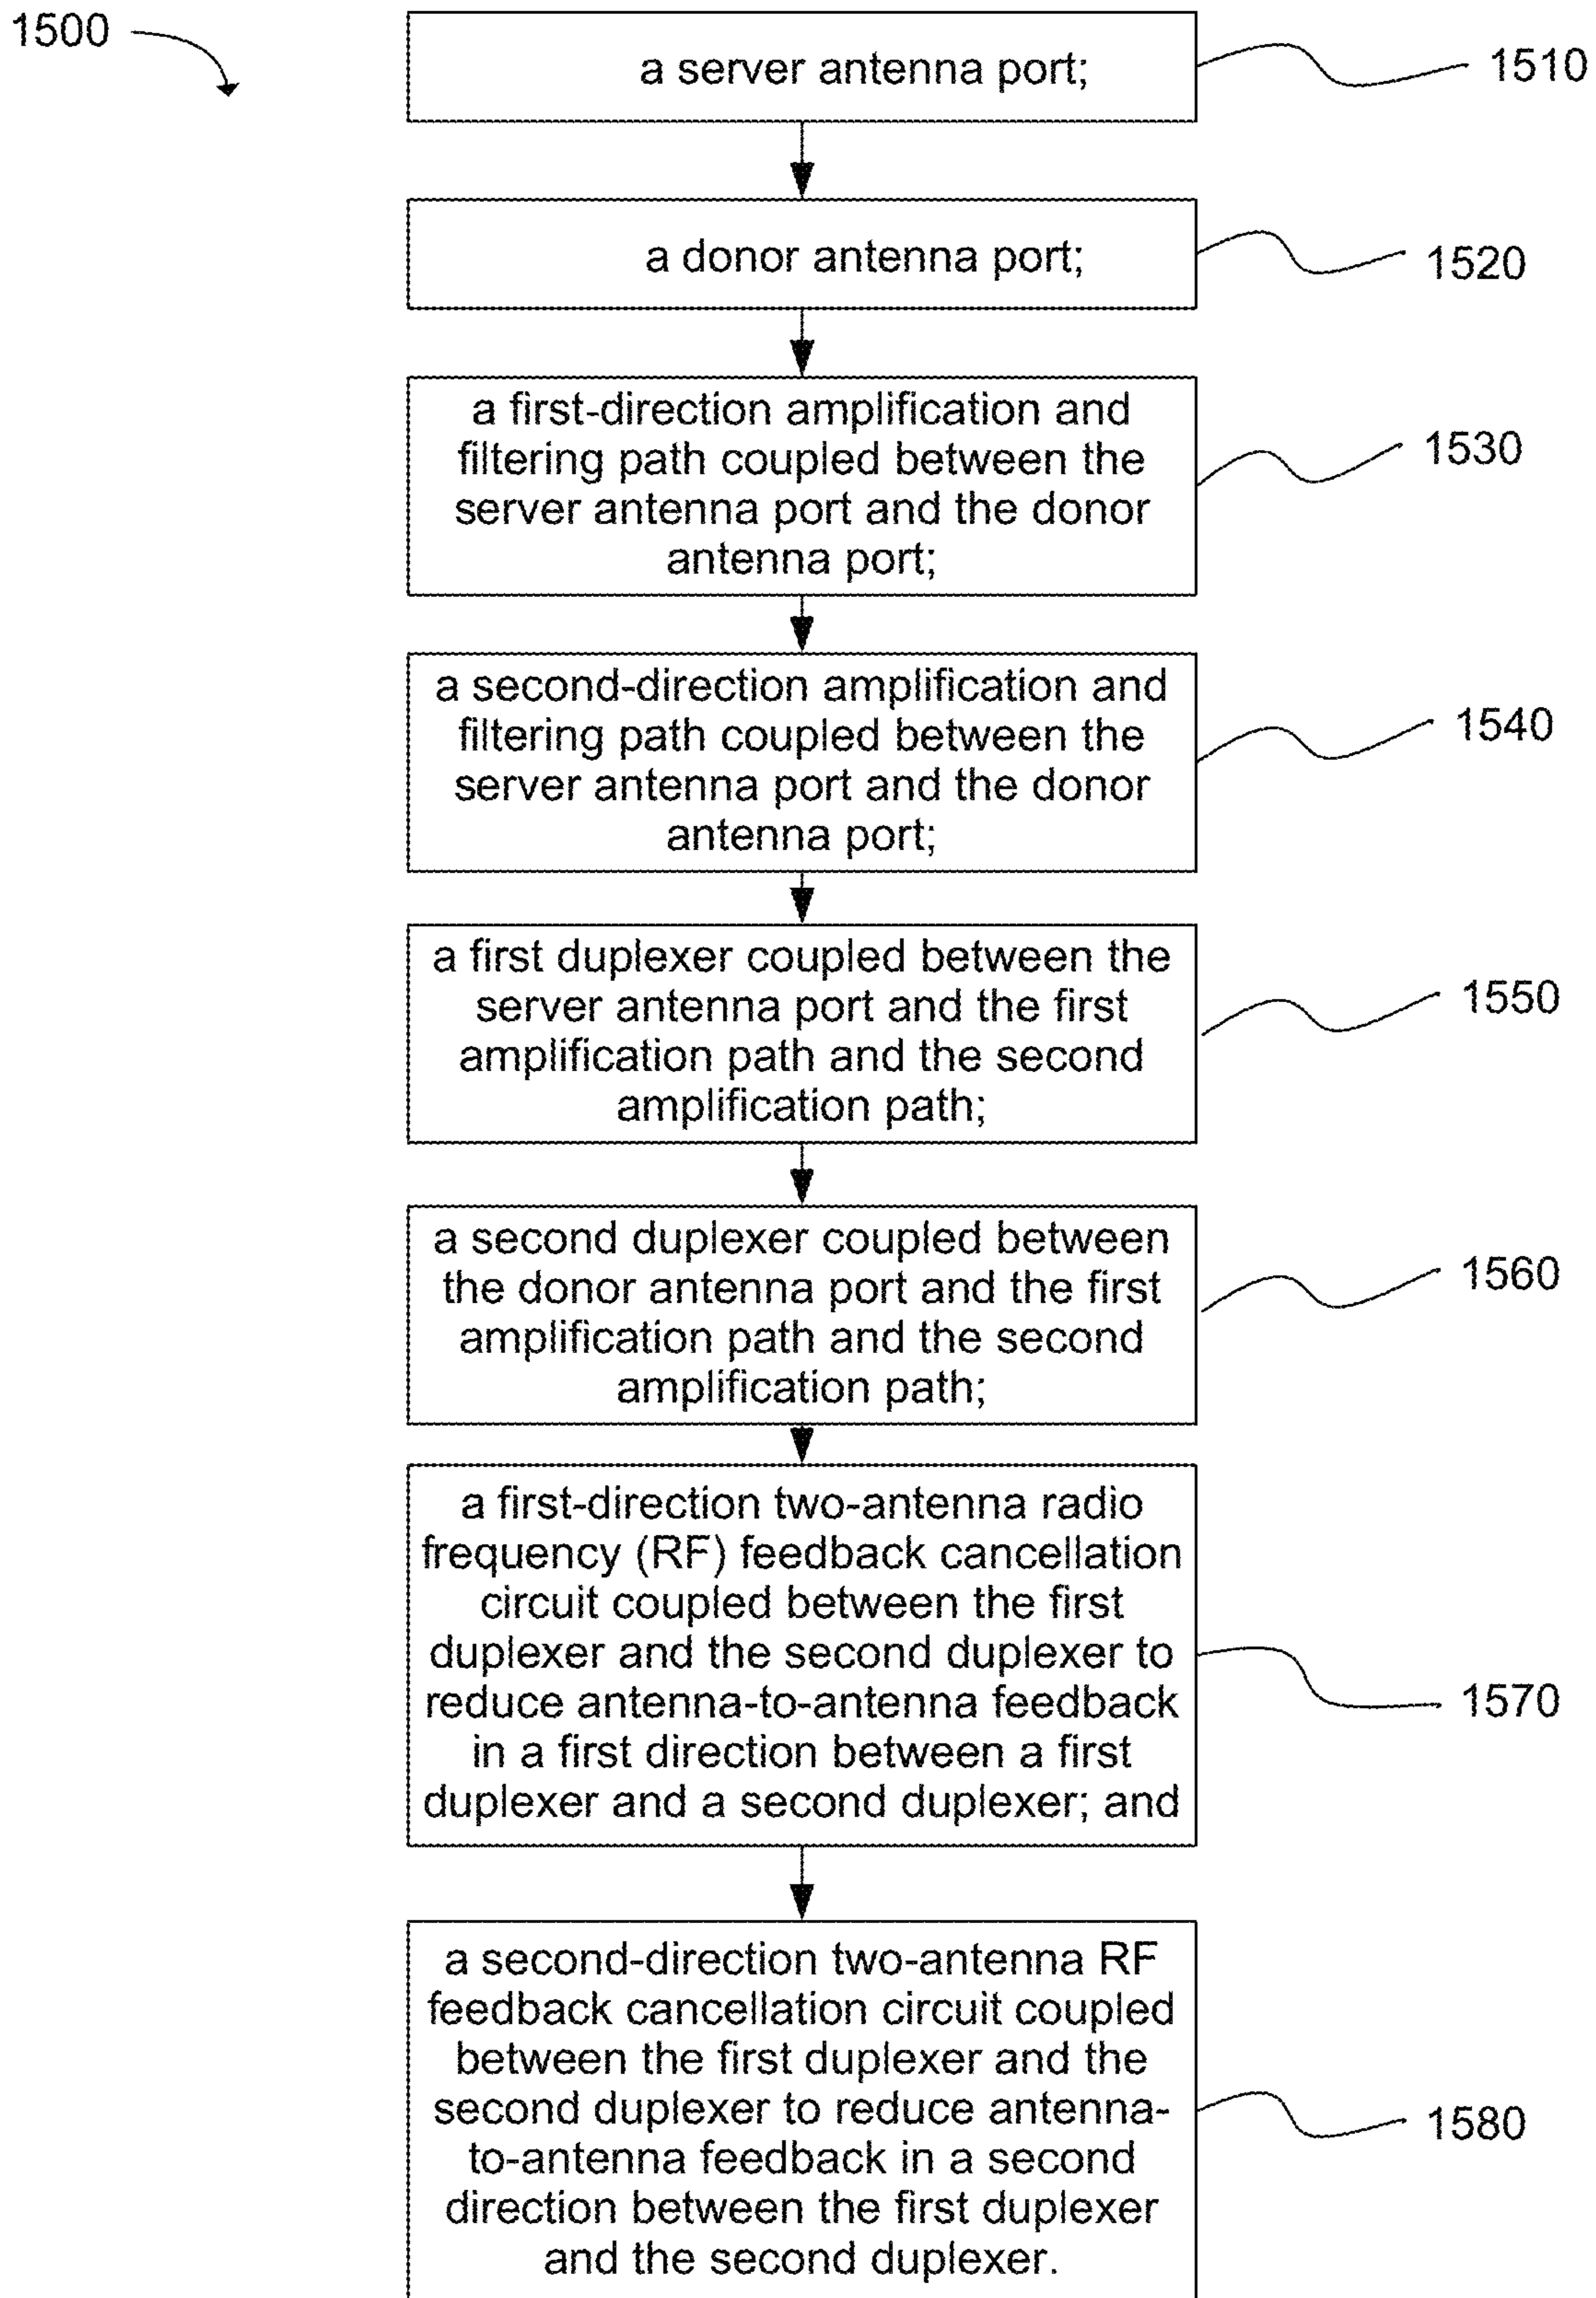 1500
a server antenna port;
1510
a donor antenna port;
1520
a first-direction amplification and
filtering path coupled between the
server antenna port and the donor
antenna port;
1530
a second-direction amplification and
filtering path coupled between the
server antenna port and the donor
antenna port;
1540
a first duplexer coupled between the
server antenna port and the first
amplification path and the second
amplification path;
1550
a second duplexer coupled between
the donor antenna port and the first
amplification path and the second
amplification path;
1560
a first-direction two-antenna radio
frequency (RF) feedback cancellation
circuit coupled between the first
duplexer and the second duplexer to
reduce antenna-to-antenna feedback
in a first direction between a first
duplexer and a second duplexer; and
1570
a second-direction two-antenna RF
feedback cancellation circuit coupled
between the first duplexer and the
second duplexer to reduce antenna-
to-antenna feedback in a second
direction between the first duplexer
and the second duplexer.
1580